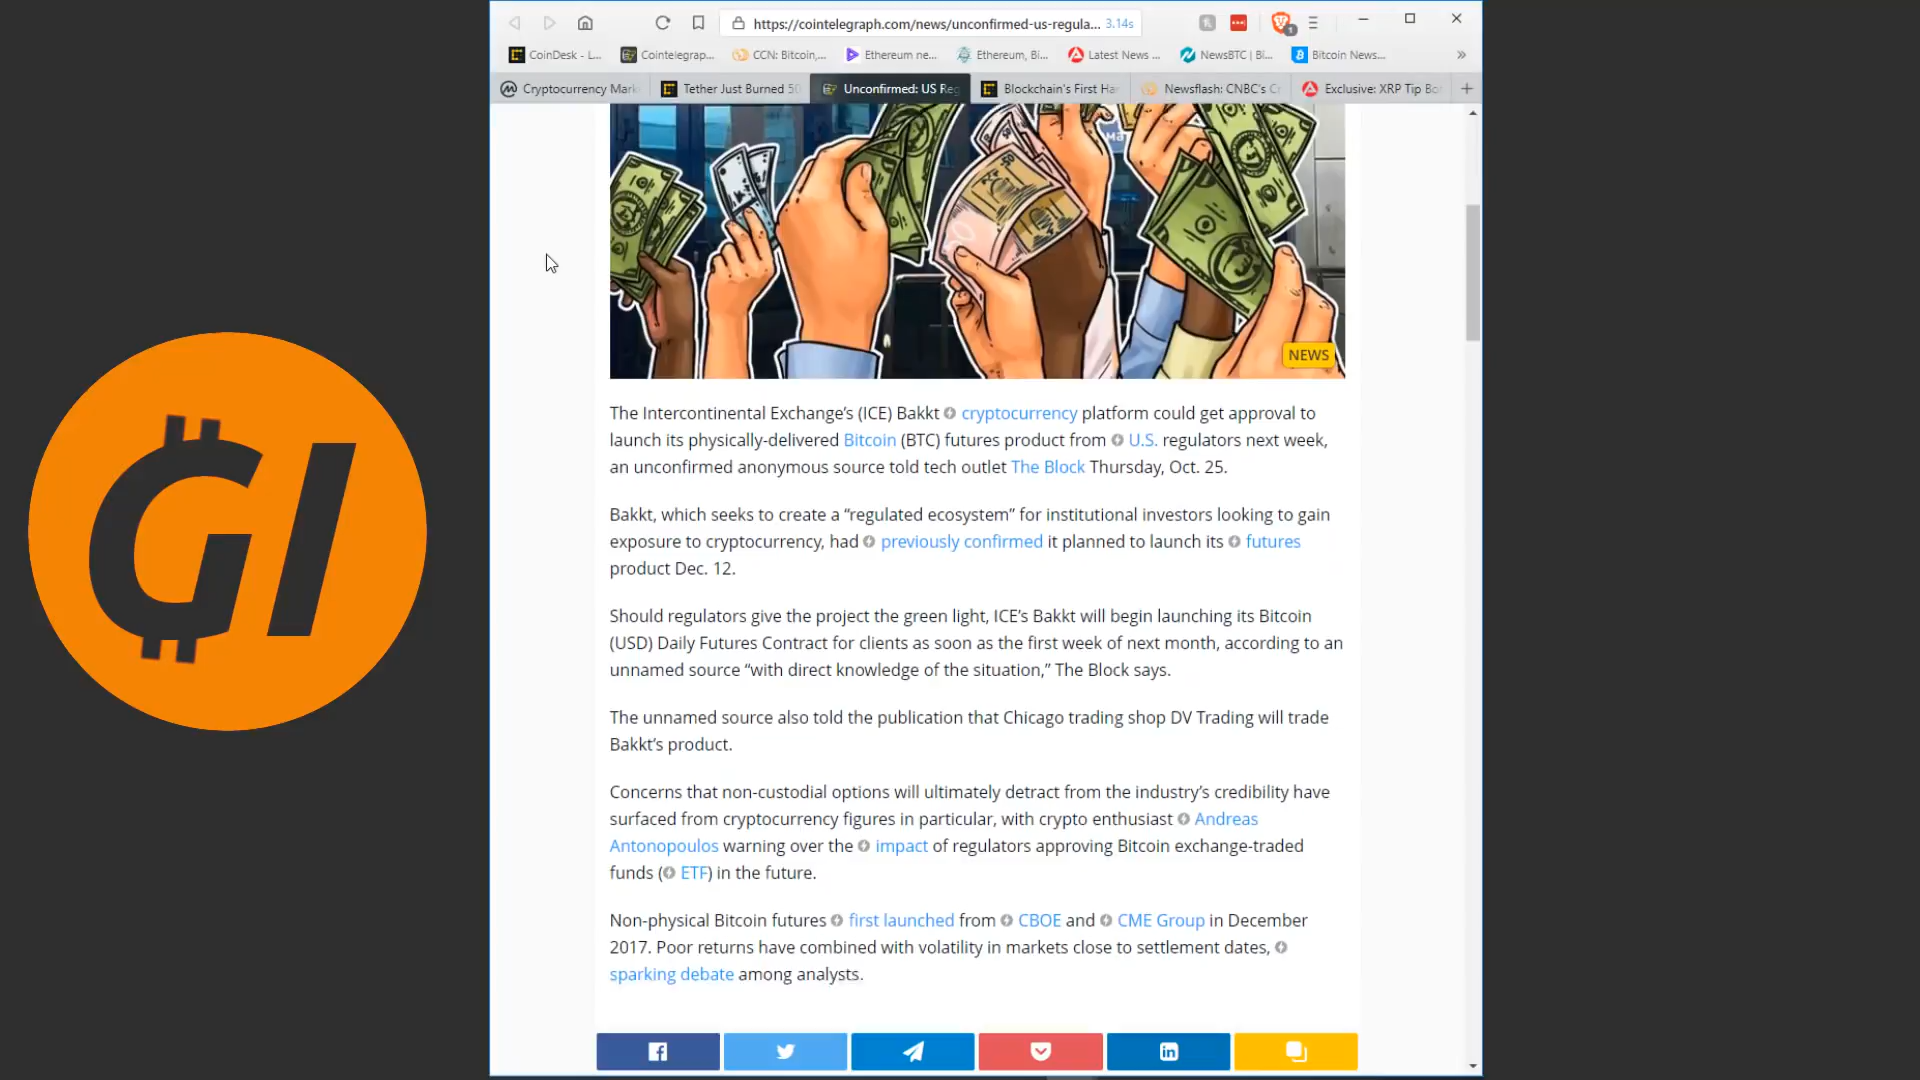 https://cointelegraph.com/news/unconfirmed-us-regula... 3.14s
CoinDesk - L... Cointelegrap... CCN: Bitcoin,... Ethereum ne... Ethereum, Bi... Latest News ... NewsBTC | Bi... Bitcoin News... »
Cryptocurrency Mark Tether Just Burned 50 Unconfirmed: US Reg Blockchain's First Ha Newsflash: CNBC's C Exclusive: XRP Tip Bo +
GI
NEWS
The Intercontinental Exchange's (ICE) Bakkt cryptocurrency platform could get approval to
launch its physically-delivered Bitcoin (BTC) futures product from U.S. regulators next week,
an unconfirmed anonymous source told tech outlet The Block Thursday, Oct. 25.
Bakkt, which seeks to create a “regulated ecosystem” for institutional investors looking to gain
exposure to cryptocurrency, had previously confirmed it planned to launch its futures
product Dec. 12.
Should regulators give the project the green light, ICE's Bakkt will begin launching its Bitcoin
(USD) Daily Futures Contract for clients as soon as the first week of next month, according to an
unnamed source “with direct knowledge of the situation,” The Block says.
The unnamed source also told the publication that Chicago trading shop DV Trading will trade
Bakkt's product.
Concerns that non-custodial options will ultimately detract from the industry's credibility have
surfaced from cryptocurrency figures in particular, with crypto enthusiast Andreas
Antonopoulos warning over the impact of regulators approving Bitcoin exchange-traded
funds (ETF) in the future.
Non-physical Bitcoin futures first launched from CBOE and CME Group in December
2017. Poor returns have combined with volatility in markets close to settlement dates,
sparking debate among analysts.